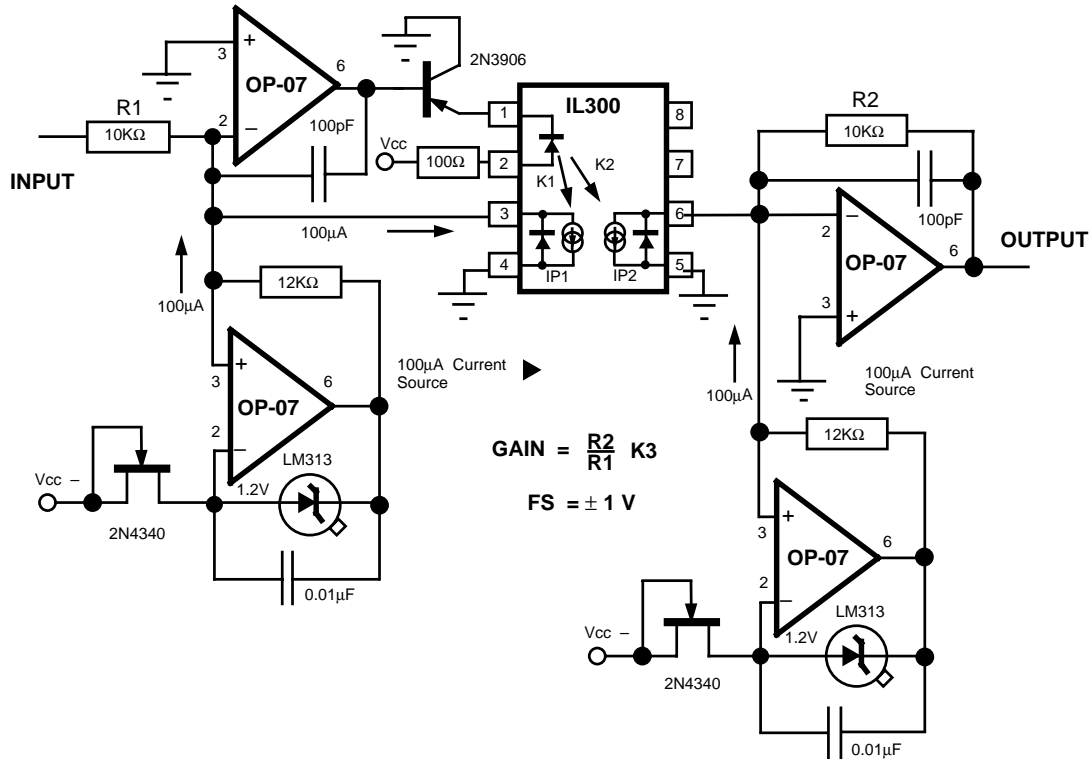 2N3906
3
+
6
OP-07
2
–
R1
10KΩ
INPUT
100pF
Vcc
100Ω
IL300
1
2
3
4
8
7
6
5
K1
K2
IP1
IP2
100μA
100μA
R2
10KΩ
100pF
–
2
6
OP-07
3
+
OUTPUT
12KΩ
+
3
6
OP-07
2
–
100μA Current
Source
Vcc –
2N4340
1.2V
LM313
0.01μF
GAIN = R2
R1 K3
FS = ± 1 V
100μA
100μA Current
Source
12KΩ
+
3
6
OP-07
2
–
Vcc –
2N4340
1.2V
LM313
0.01μF